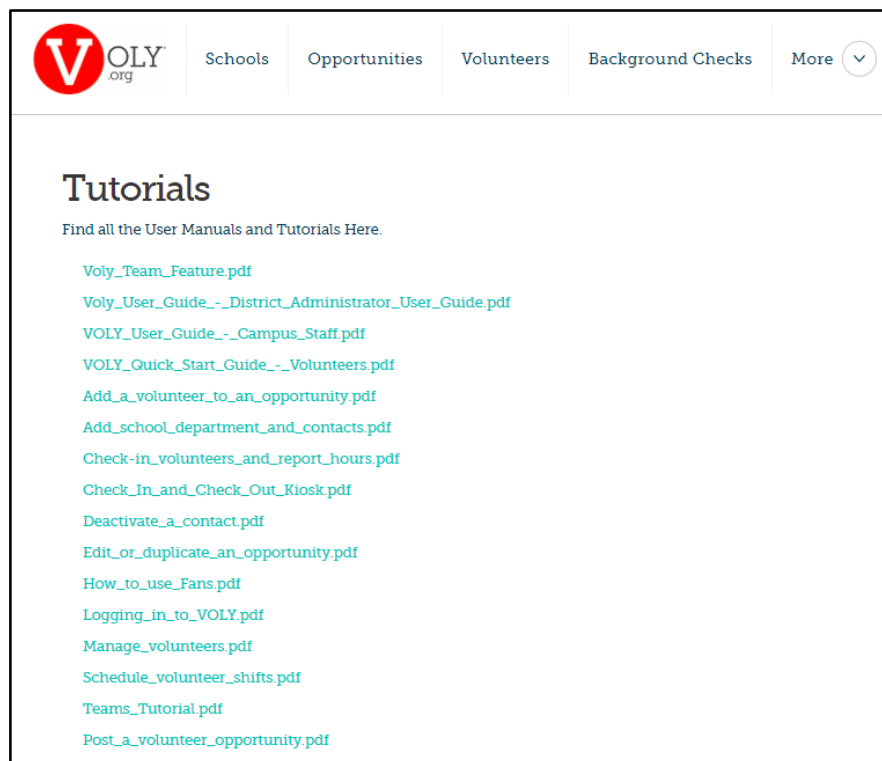 VOLY.org
Schools
Opportunities
Volunteers
Background Checks
More
Tutorials
Find all the User Manuals and Tutorials Here.
Voly_Team_Feature.pdf
Voly_User_Guide_-_District_Administrator_User_Guide.pdf
VOLY_User_Guide_-_Campus_Staff.pdf
VOLY_Quick_Start_Guide_-_Volunteers.pdf
Add_a_volunteer_to_an_opportunity.pdf
Add_school_department_and_contacts.pdf
Check-in_volunteers_and_report_hours.pdf
Check_In_and_Check_Out_Kiosk.pdf
Deactivate_a_contact.pdf
Edit_or_duplicate_an_opportunity.pdf
How_to_use_Fans.pdf
Logging_in_to_VOLY.pdf
Manage_volunteers.pdf
Schedule_volunteer_shifts.pdf
Teams_Tutorial.pdf
Post_a_volunteer_opportunity.pdf